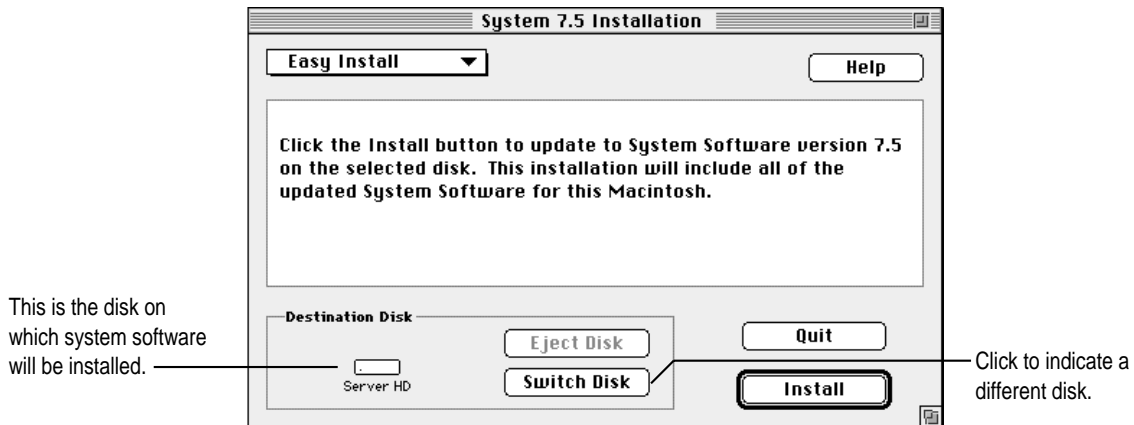 System 7.5 Installation
Easy Install
Help
Click the Install button to update to System Software version 7.5
on the selected disk.  This installation will include all of the
updated System Software for this Macintosh.
This is the disk on
which system software
will be installed.
Destination Disk
Eject Disk
Quit
Server HD
Switch Disk
Install
Click to indicate a
different disk.